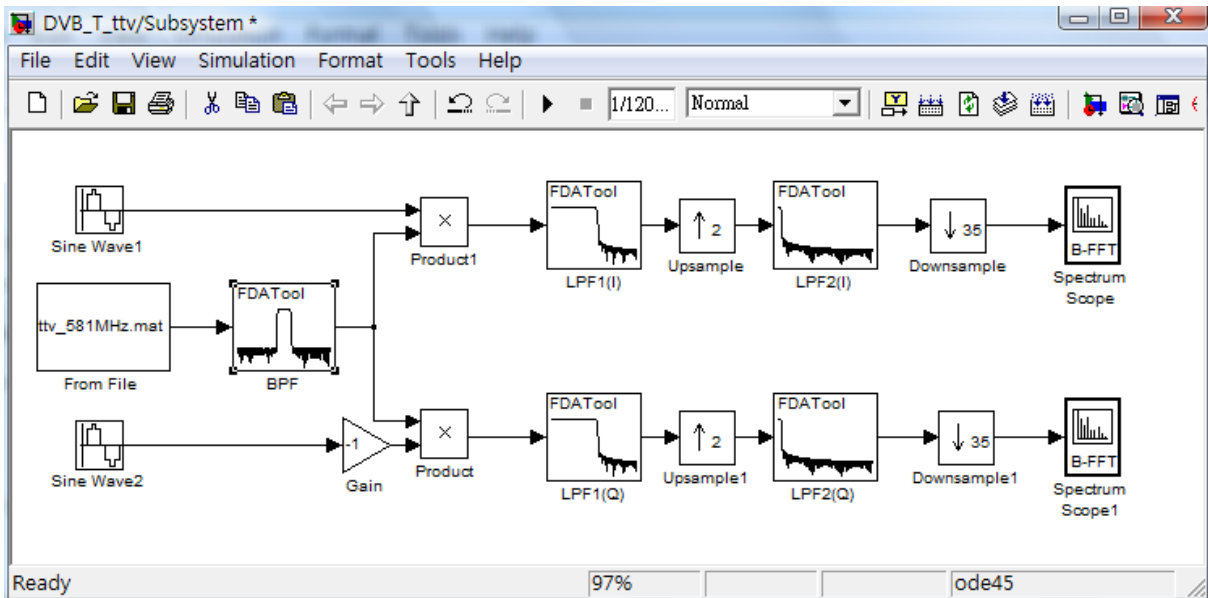 DVB_T_ttv/Subsystem *
File Edit View Simulation Format Tools Help
1/120... Normal
FDATool
FDATool
Sine Wave1
×
Product1
LPF1(I)
↑ 2
Upsample
LPF2(I)
↓ 35
Downsample
B-FFT
Spectrum
Scope
ttv_581MHz.mat
From File
FDATool
BPF
Sine Wave2
-1
Gain
×
Product
FDATool
LPF1(Q)
↑ 2
Upsample1
FDATool
LPF2(Q)
↓ 35
Downsample1
B-FFT
Spectrum
Scope1
Ready 97% ode45